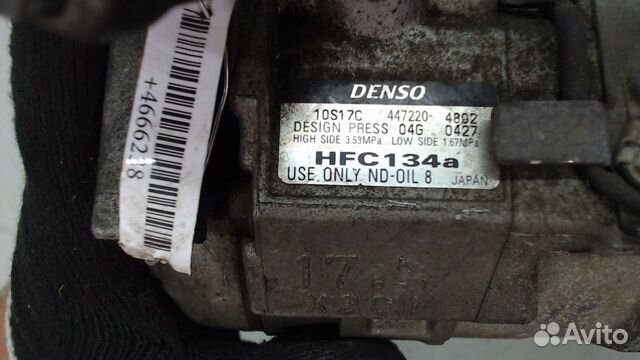 DENSO
10S17C 447220- 4892
DESIGN PRESS 04G 0427
HIGH SIDE 3.53MPa LOW SIDE 1.67MPa
HFC134a
USE ONLY ND-OIL 8 JAPAN
Avito